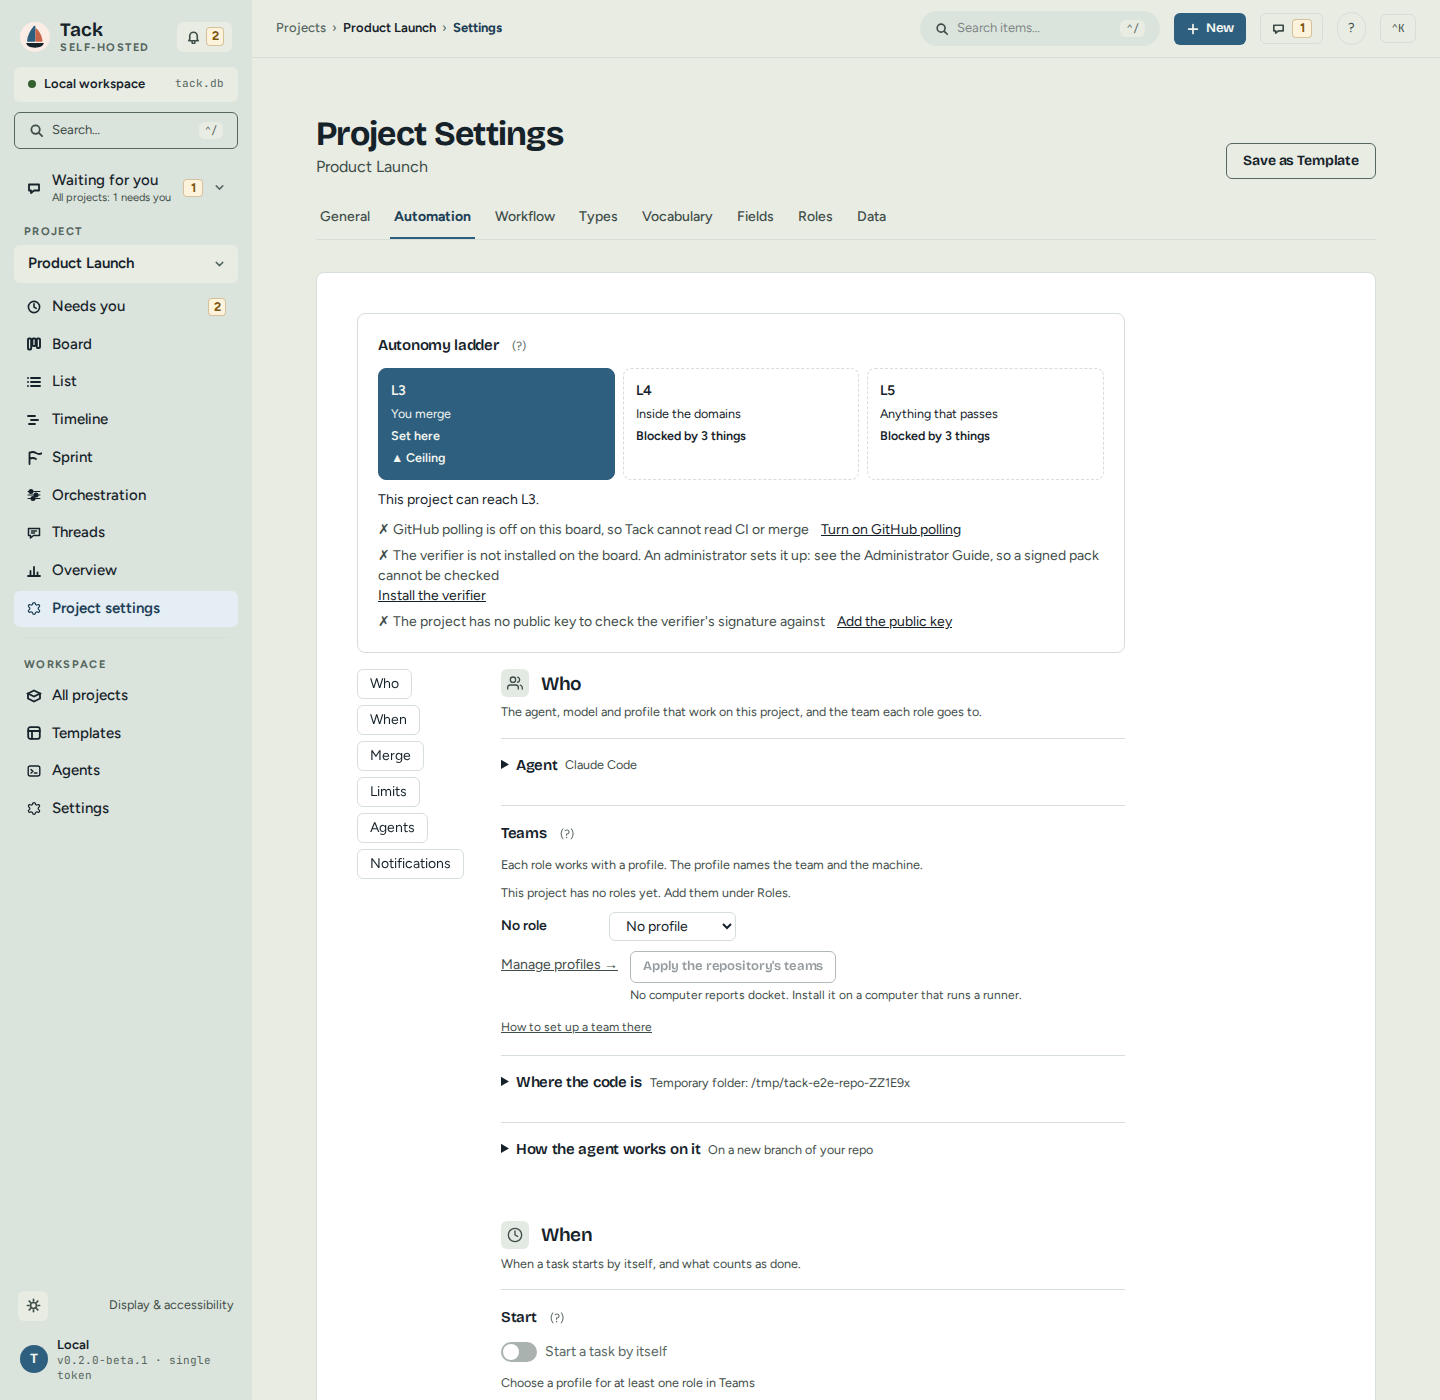 Tack
SELF-HOSTED
2
Local workspace
tack.db
Search...
^/
Waiting for you
All projects: 1 needs you
1
PROJECT
Product Launch
Needs you
2
Board
List
Timeline
Sprint
Orchestration
Threads
Overview
Project settings
WORKSPACE
All projects
Templates
Agents
Settings
Display & accessibility
T
Local
v0.2.0-beta.1 · single
token
Projects › Product Launch › Settings
Search items...
^/
+ New
1
?
^K
Project Settings
Product Launch
Save as Template
General
Automation
Workflow
Types
Vocabulary
Fields
Roles
Data
Autonomy ladder (?)
L3
You merge
Set here
▲ Ceiling
L4
Inside the domains
Blocked by 3 things
L5
Anything that passes
Blocked by 3 things
This project can reach L3.
✗ GitHub polling is off on this board, so Tack cannot read CI or merge Turn on GitHub polling
✗ The verifier is not installed on the board. An administrator sets it up: see the Administrator Guide, so a signed pack
cannot be checked
Install the verifier
✗ The project has no public key to check the verifier's signature against Add the public key
Who
When
Merge
Limits
Agents
Notifications
Who
The agent, model and profile that work on this project, and the team each role goes to.
▶ Agent Claude Code
Teams (?)
Each role works with a profile. The profile names the team and the machine.
This project has no roles yet. Add them under Roles.
No role
No profile
Manage profiles →
Apply the repository's teams
No computer reports docket. Install it on a computer that runs a runner.
How to set up a team there
▶ Where the code is Temporary folder: /tmp/tack-e2e-repo-ZZ1E9x
▶ How the agent works on it On a new branch of your repo
When
When a task starts by itself, and what counts as done.
Start (?)
Start a task by itself
Choose a profile for at least one role in Teams